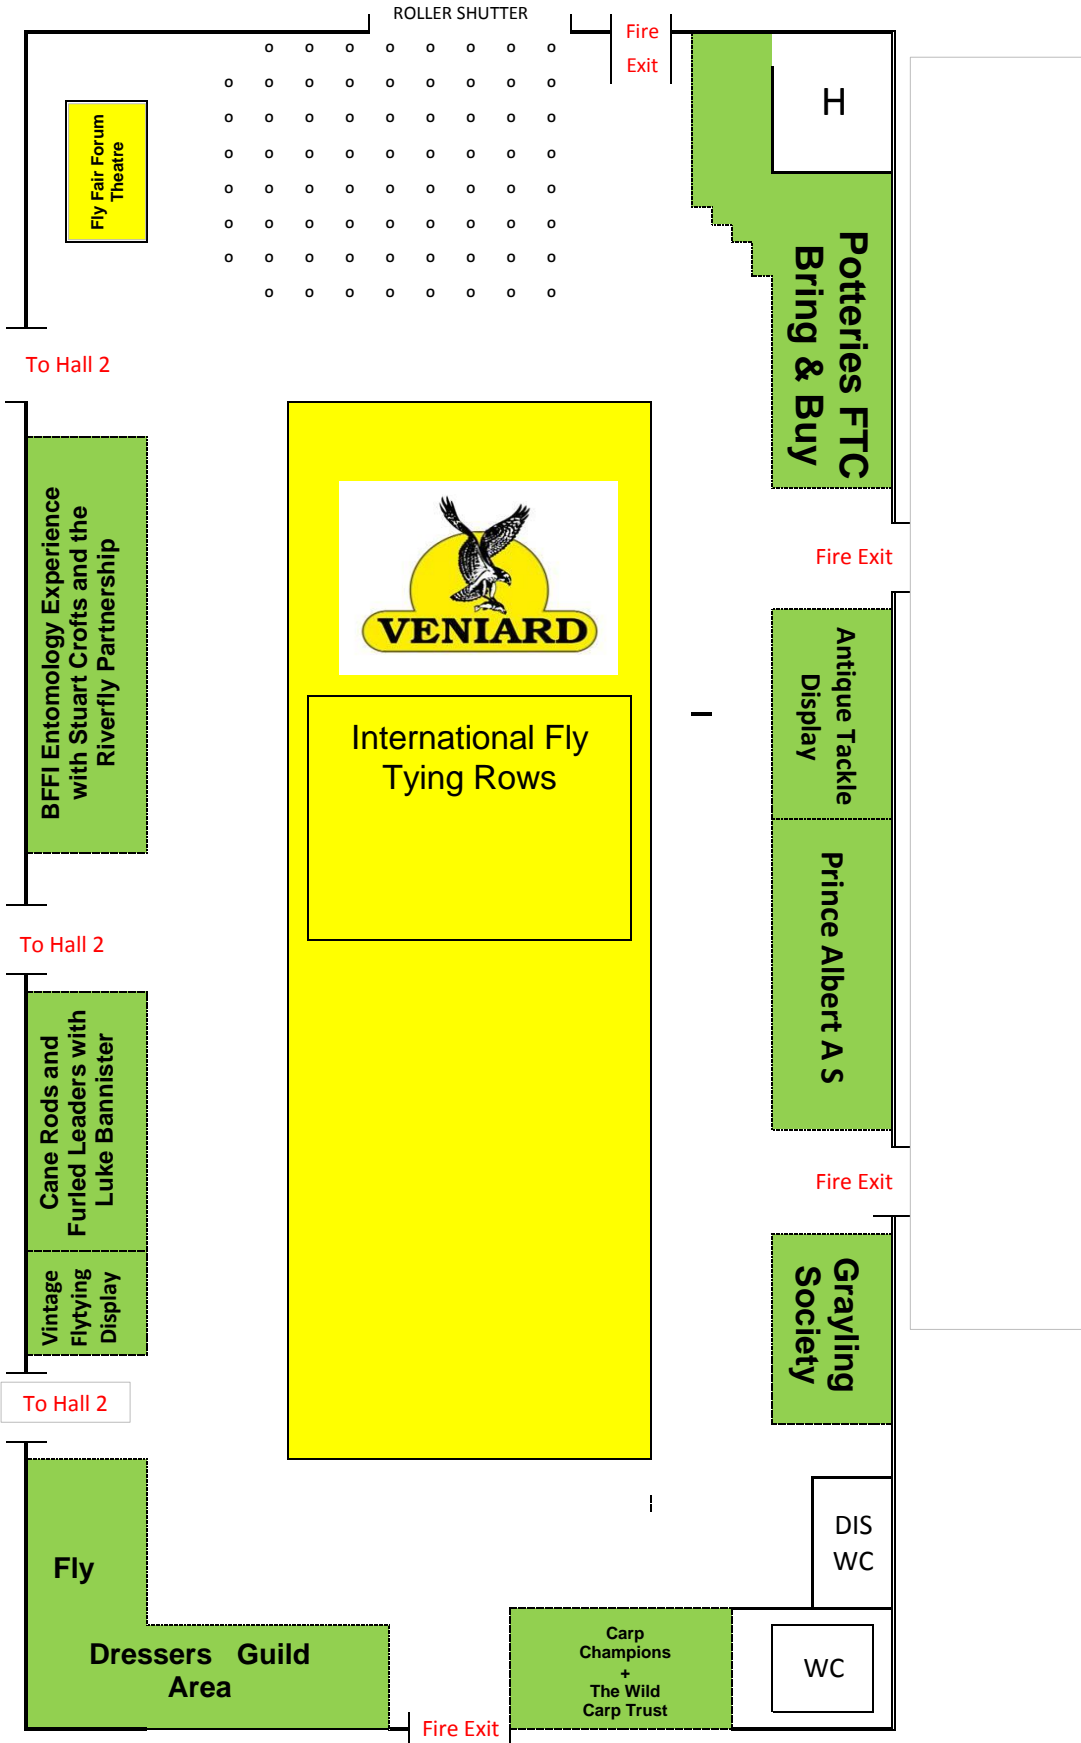 ROLLER SHUTTER
Fire
Exit
o o o o o o o o
o o o o o o o o o
o o o o o o o o o
o o o o o o o o o
o o o o o o o o o
o o o o o o o o o
o o o o o o o o o
o o o o o o o o
H
Fly Fair Forum
Theatre
Potteries FTC
Bring & Buy
To Hall 2
BFFI Entomology Experience
with Stuart Crofts and the
Riverfly Partnership
VENIARD
International Fly
Tying Rows
Fire Exit
Antique Tackle
Display
Prince Albert A S
To Hall 2
Cane Rods and
Furled Leaders with
Luke Bannister
Vintage
Flytying
Display
Fire Exit
Grayling
Society
To Hall 2
Fly
Dressers Guild
Area
Fire Exit
Carp
Champions
+
The Wild
Carp Trust
DIS
WC
WC